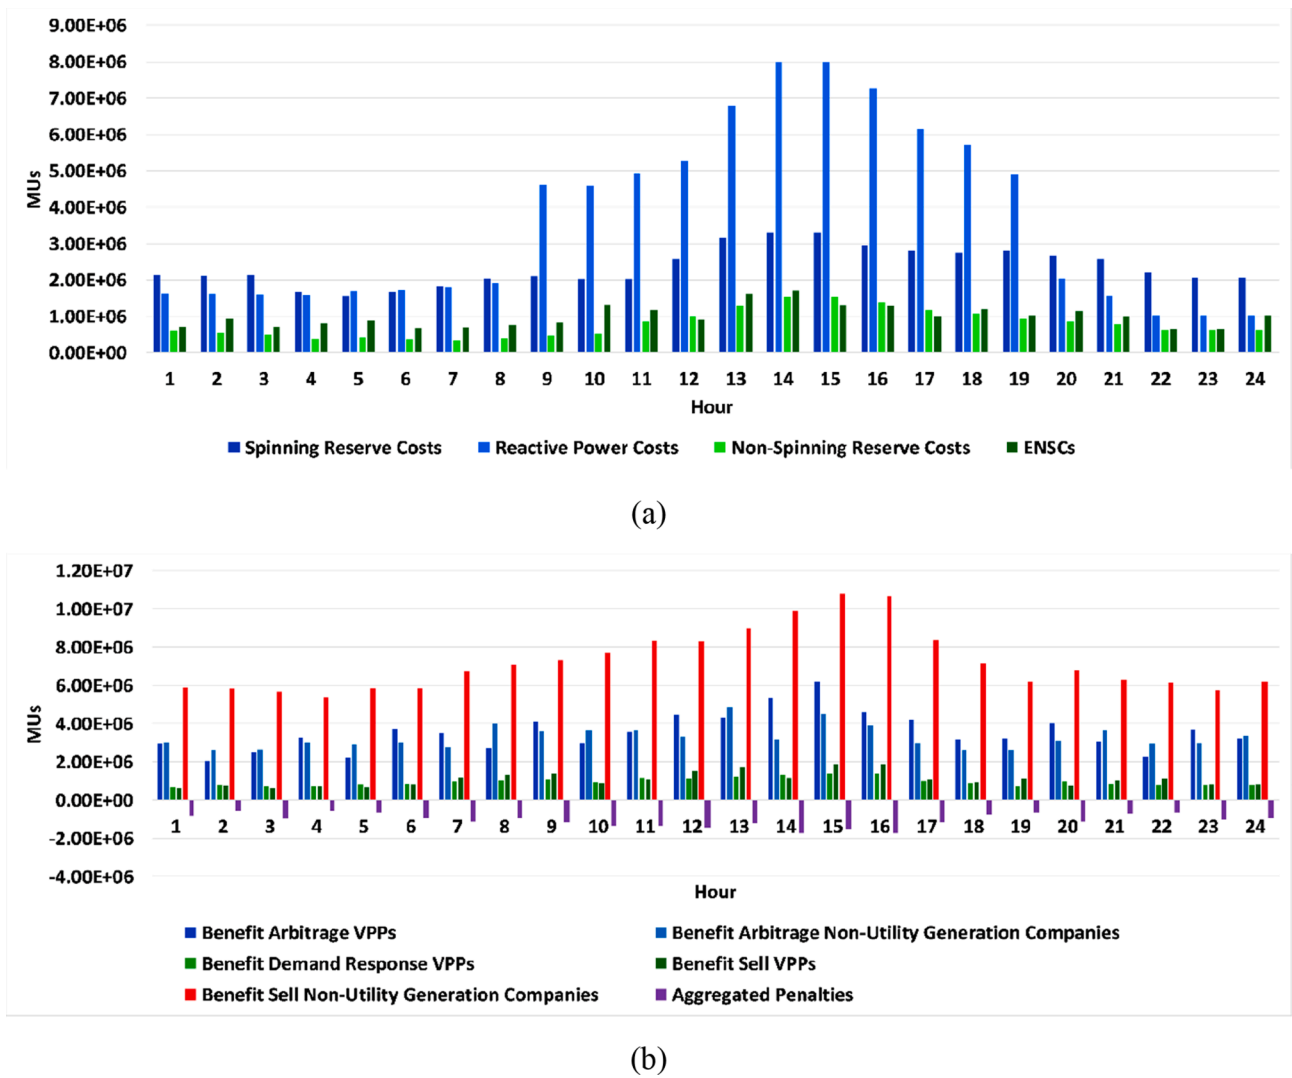 9.00E+06
8.00E+06
7.00E+06
6.00E+06
5.00E+06
4.00E+06
3.00E+06
2.00E+06
1.00E+06
0.00E+00
MUs
1 2 3 4 5 6 7 8 9 10 11 12 13 14 15 16 17 18 19 20 21 22 23 24
Hour
Spinning Reserve Costs Reactive Power Costs Non-Spinning Reserve Costs ENSCs
(a)
1.20E+07
1.00E+07
8.00E+06
6.00E+06
4.00E+06
2.00E+06
0.00E+00
-2.00E+06
-4.00E+06
MUs
1 2 3 4 5 6 7 8 9 10 11 12 13 14 15 16 17 18 19 20 21 22 23 24
Hour
Benefit Arbitrage VPPs Benefit Arbitrage Non-Utility Generation Companies
Benefit Demand Response VPPs Benefit Sell VPPs
Benefit Sell Non-Utility Generation Companies Aggregated Penalties
(b)